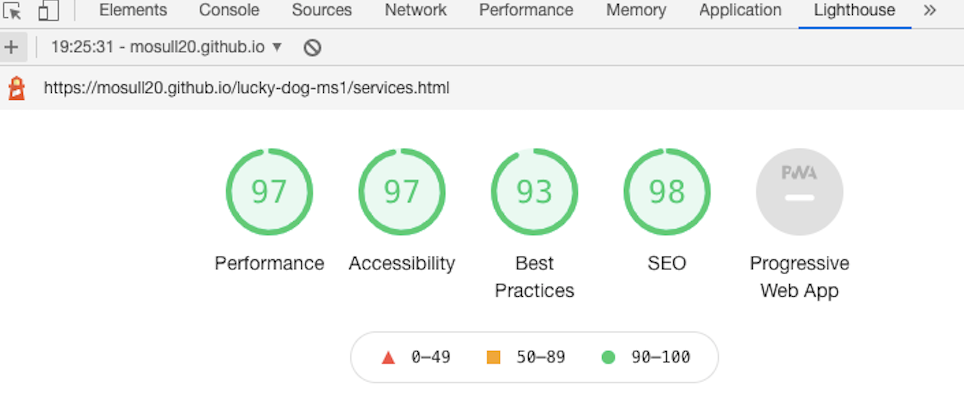 Elements Console Sources Network Performance Memory Application Lighthouse »
+ 19:25:31 - mosull20.github.io ▼
https://mosull20.github.io/lucky-dog-ms1/services.html
97 97 93 98 PWA
Performance Accessibility Best Practices SEO Progressive Web App
0–49 50–89 90–100